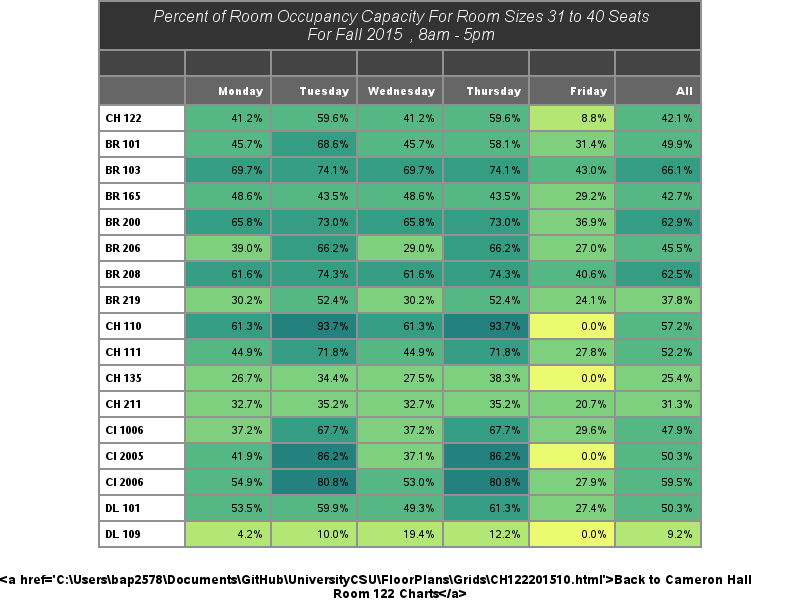 Percent of Room Occupancy Capacity For Room Sizes 31 to 40 Seats
For Fall 2015 , 8am - 5pm
Monday Tuesday Wednesday Thursday Friday All
CH 122 41.2% 59.6% 41.2% 59.6% 8.8% 42.1%
BR 101 45.7% 68.6% 45.7% 58.1% 31.4% 49.9%
BR 103 69.7% 74.1% 69.7% 74.1% 43.0% 66.1%
BR 165 48.6% 43.5% 48.6% 43.5% 29.2% 42.7%
BR 200 65.8% 73.0% 65.8% 73.0% 36.9% 62.9%
BR 206 39.0% 66.2% 29.0% 66.2% 27.0% 45.5%
BR 208 61.6% 74.3% 61.6% 74.3% 40.6% 62.5%
BR 219 30.2% 52.4% 30.2% 52.4% 24.1% 37.8%
CH 110 61.3% 93.7% 61.3% 93.7% 0.0% 57.2%
CH 111 44.9% 71.8% 44.9% 71.8% 27.8% 52.2%
CH 135 26.7% 34.4% 27.5% 38.3% 0.0% 25.4%
CH 211 32.7% 35.2% 32.7% 35.2% 20.7% 31.3%
CI 1006 37.2% 67.7% 37.2% 67.7% 29.6% 47.9%
CI 2005 41.9% 86.2% 37.1% 86.2% 0.0% 50.3%
CI 2006 54.9% 80.8% 53.0% 80.8% 27.9% 59.5%
DL 101 53.5% 59.9% 49.3% 61.3% 27.4% 50.3%
DL 109 4.2% 10.0% 19.4% 12.2% 0.0% 9.2%
<a href='C:\Users\bap2578\Documents\GitHub\UniversityCSU\FloorPlans\Grids\CH122201510.html'>Back to Cameron Hall
Room 122 Charts</a>